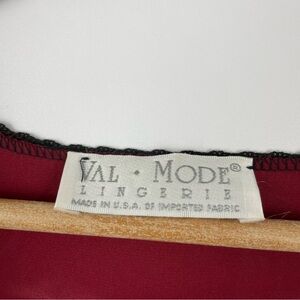 VAL · MODE®
LINGERIE
MADE IN U.S.A. OF IMPORTED FABRIC